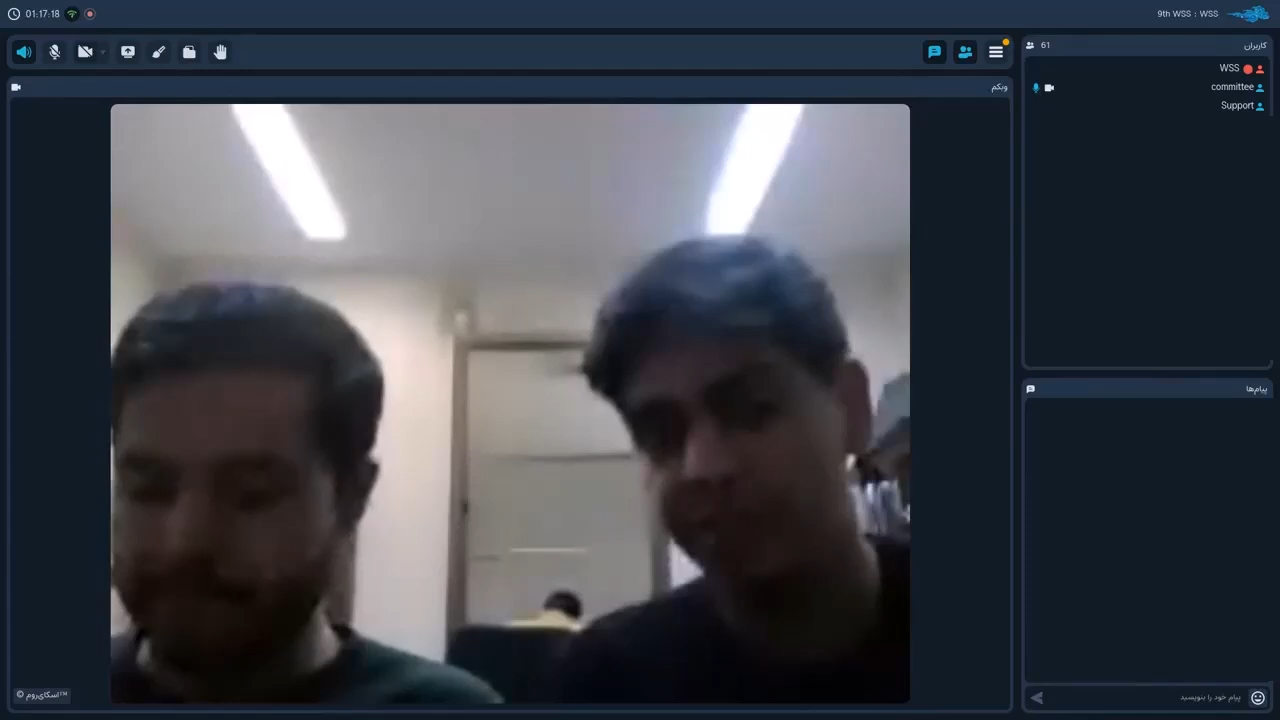 01:17:18
9th WSS : WSS
وبکم
© اسکای‌روم™
61
کاربران
WSS
committee
Support
پیام‌ها
پیام خود را بنویسید